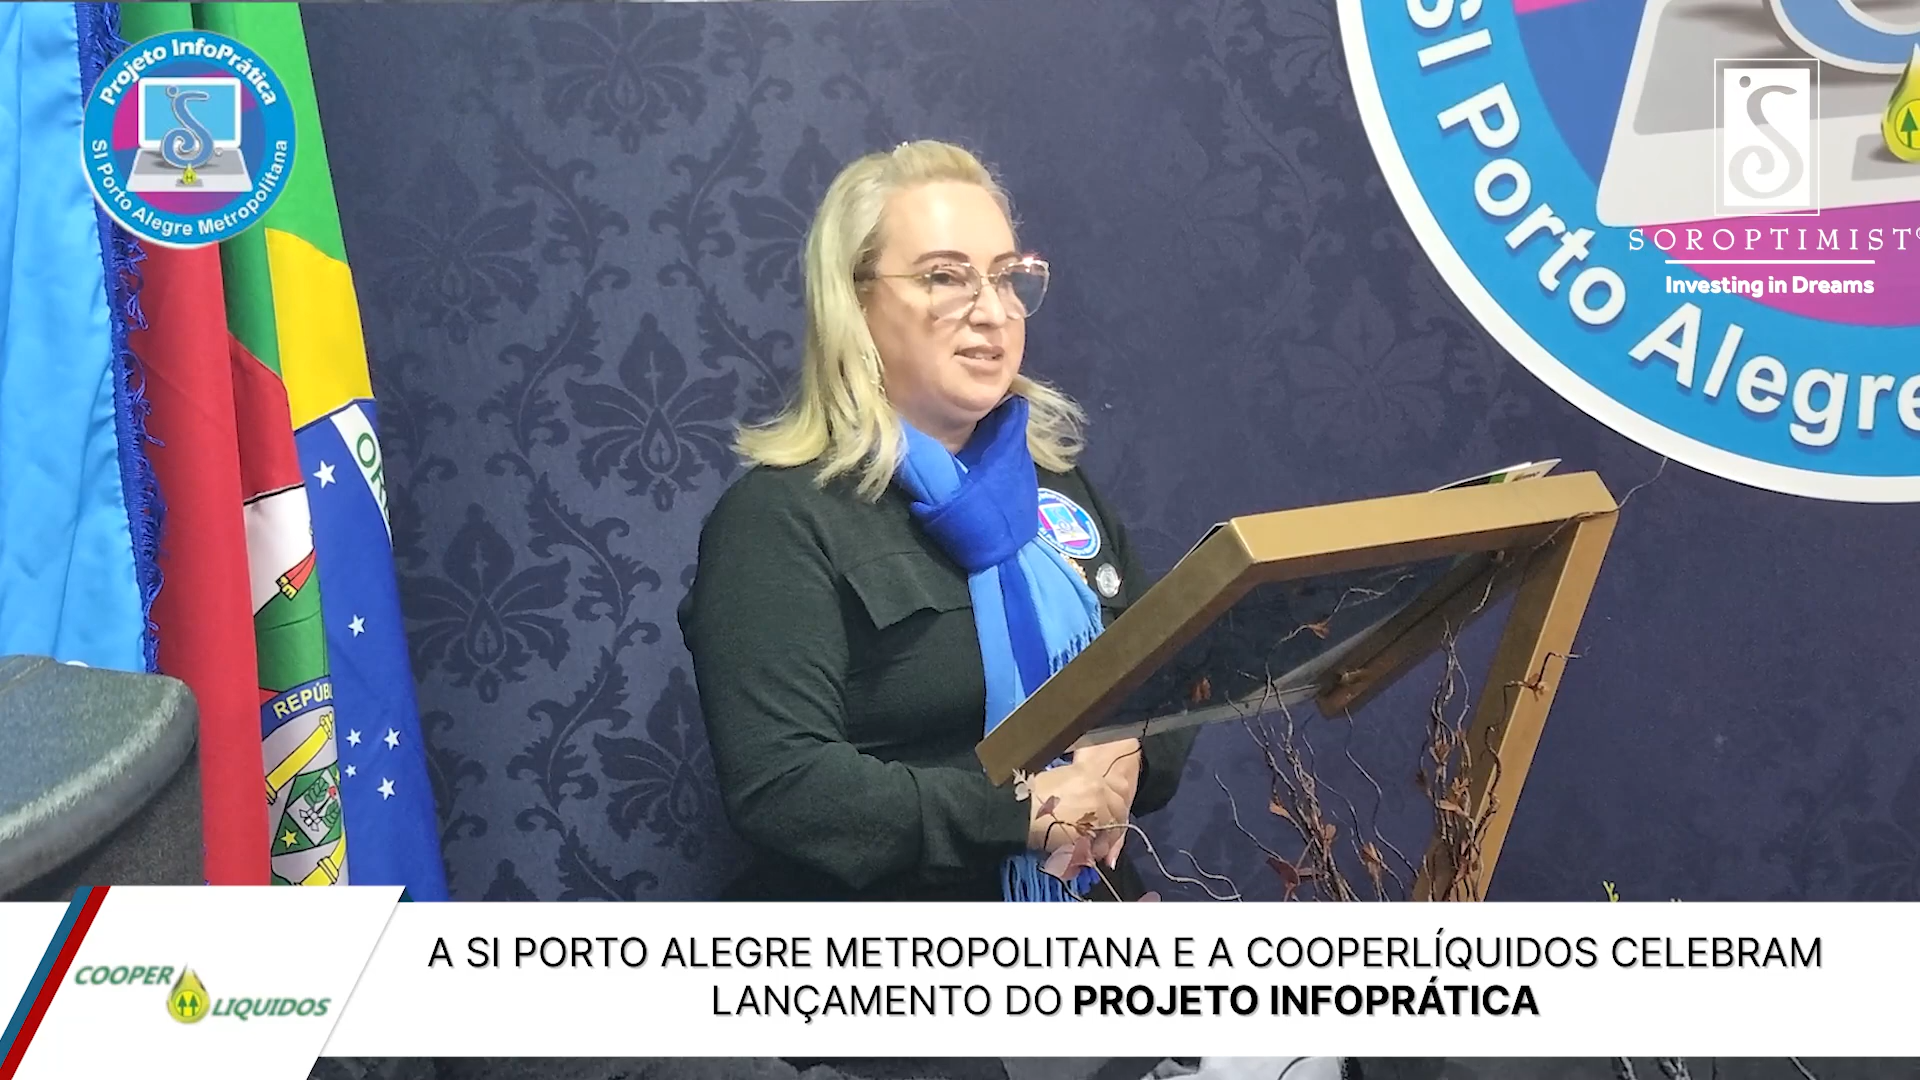 Projeto InfoPrática
SI Porto Alegre Metropolitana
SI Porto Alegre
SOROPTIMIST
Investing in Dreams
REPÚB
COOPER
LIQUIDOS
A SI PORTO ALEGRE METROPOLITANA E A COOPERLÍQUIDOS CELEBRAM
LANÇAMENTO DO PROJETO INFOPRÁTICA